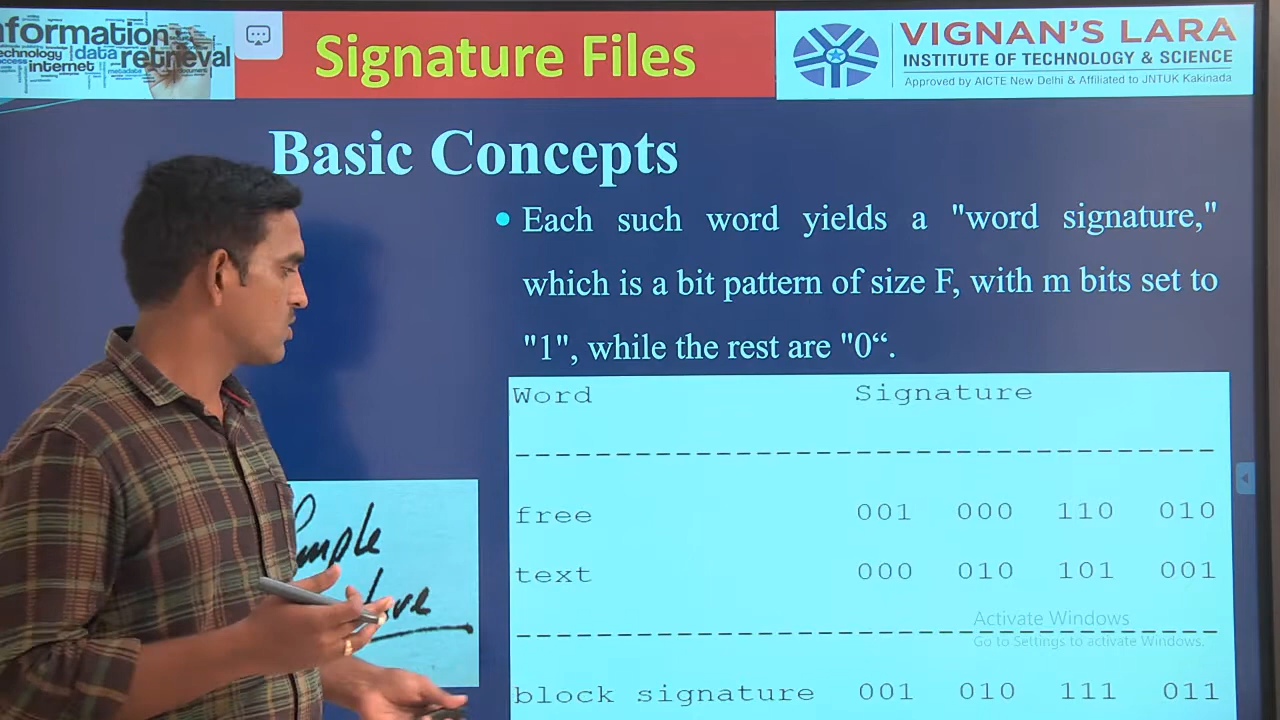 information
technology data retrieval
internet
Signature Files
VIGNAN'S LARA
INSTITUTE OF TECHNOLOGY & SCIENCE
Approved by AICTE New Delhi & Affiliated to JNTUK Kakinada
Basic Concepts
• Each such word yields a "word signature,"
which is a bit pattern of size F, with m bits set to
"1", while the rest are "0“.
Word Signature
free 001 000 110 010
text 000 010 101 001
Activate Windows
Go to Settings to activate Windows.
block signature 001 010 111 011